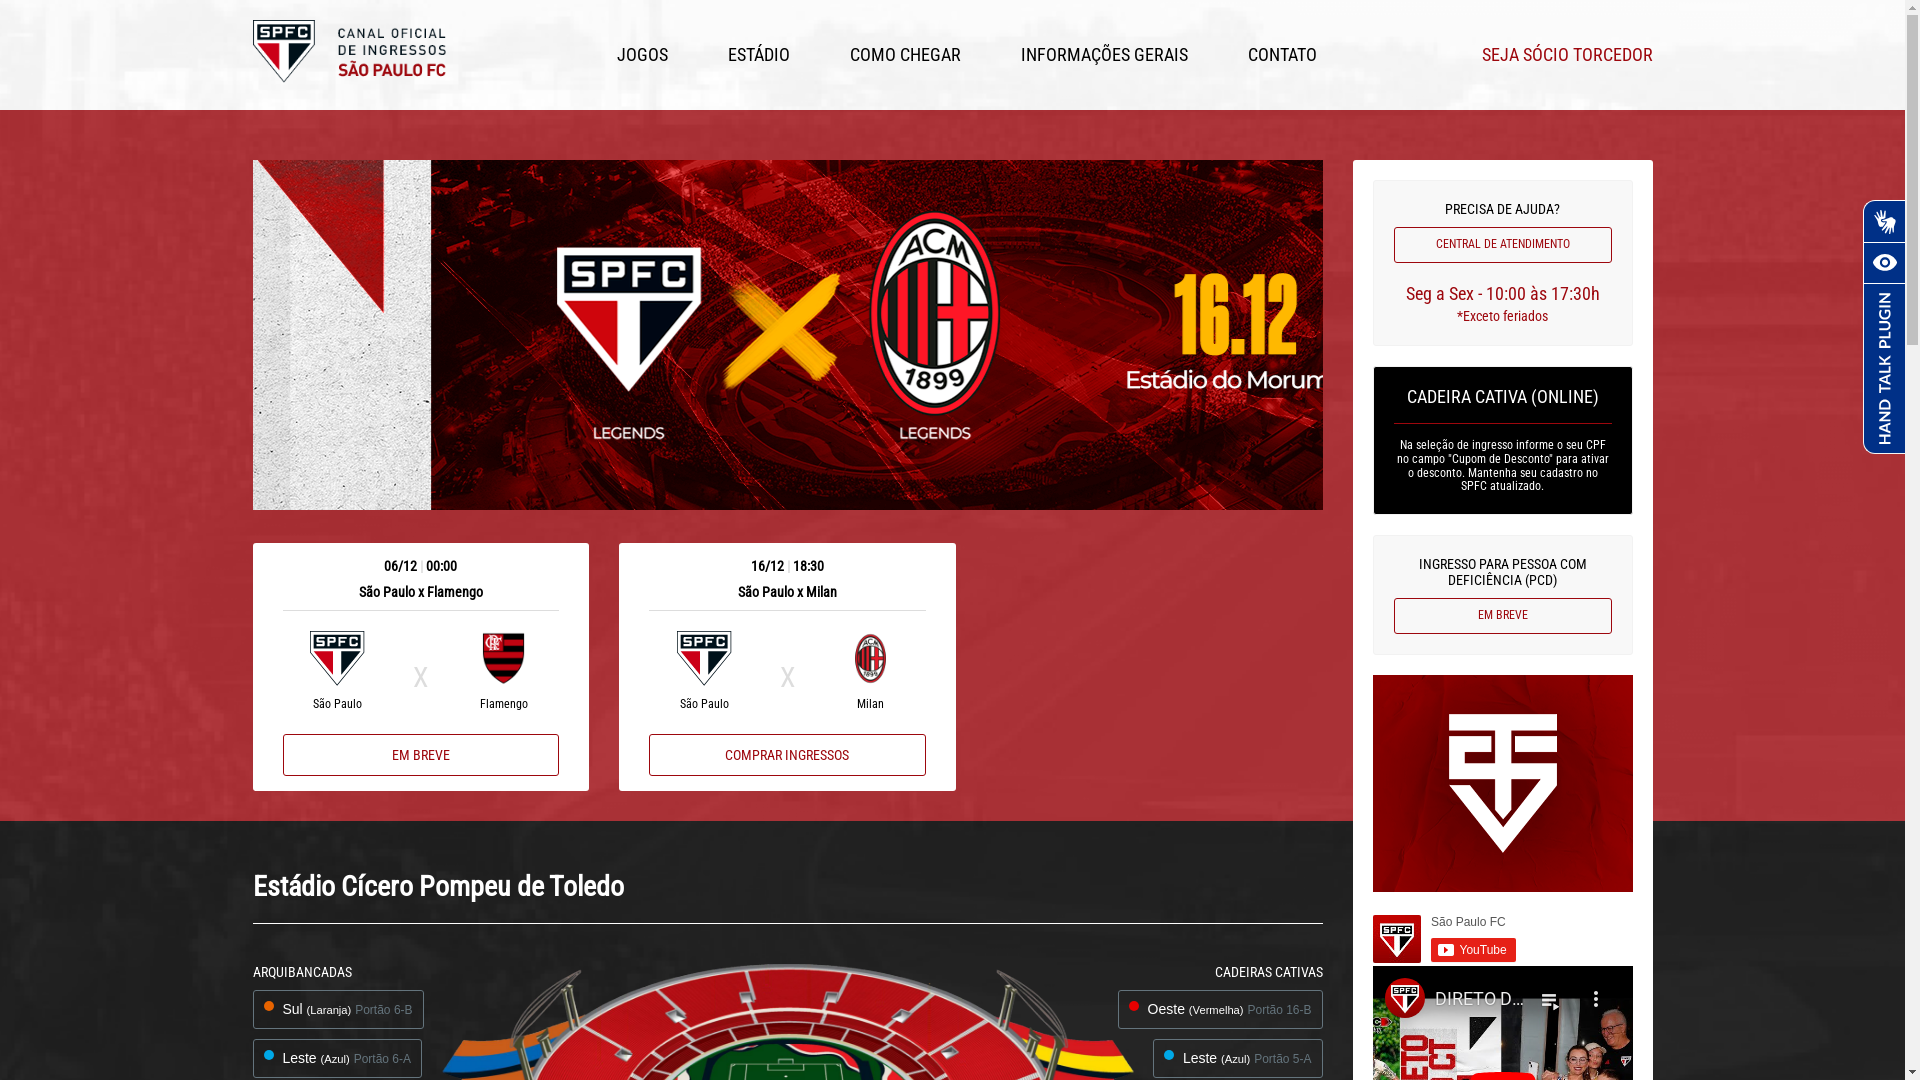 SPFC
CANAL OFICIAL
DE INGRESSOS
SÃO PAULO FC
JOGOS
ESTÁDIO
COMO CHEGAR
INFORMAÇÕES GERAIS
CONTATO
SEJA SÓCIO TORCEDOR
SPFC
LEGENDS
ACM
1899
LEGENDS
16.12
Estádio do Morum
06/12 | 00:00
São Paulo x Flamengo
SPFC
São Paulo
X
Flamengo
EM BREVE
16/12 | 18:30
São Paulo x Milan
SPFC
São Paulo
X
ACM
1899
Milan
COMPRAR INGRESSOS
PRECISA DE AJUDA?
CENTRAL DE ATENDIMENTO
Seg a Sex - 10:00 às 17:30h
*Exceto feriados
CADEIRA CATIVA (ONLINE)
Na seleção de ingresso informe o seu CPF
no campo "Cupom de Desconto" para ativar
o desconto. Mantenha seu cadastro no
SPFC atualizado.
INGRESSO PARA PESSOA COM
DEFICIÊNCIA (PCD)
EM BREVE
SPFC
São Paulo FC
YouTube
SPFC
DIRETO D...
HAND TALK PLUGIN
Estádio Cícero Pompeu de Toledo
ARQUIBANCADAS
Sul (Laranja) Portão 6-B
Leste (Azul) Portão 6-A
CADEIRAS CATIVAS
Oeste (Vermelha) Portão 16-B
Leste (Azul) Portão 5-A